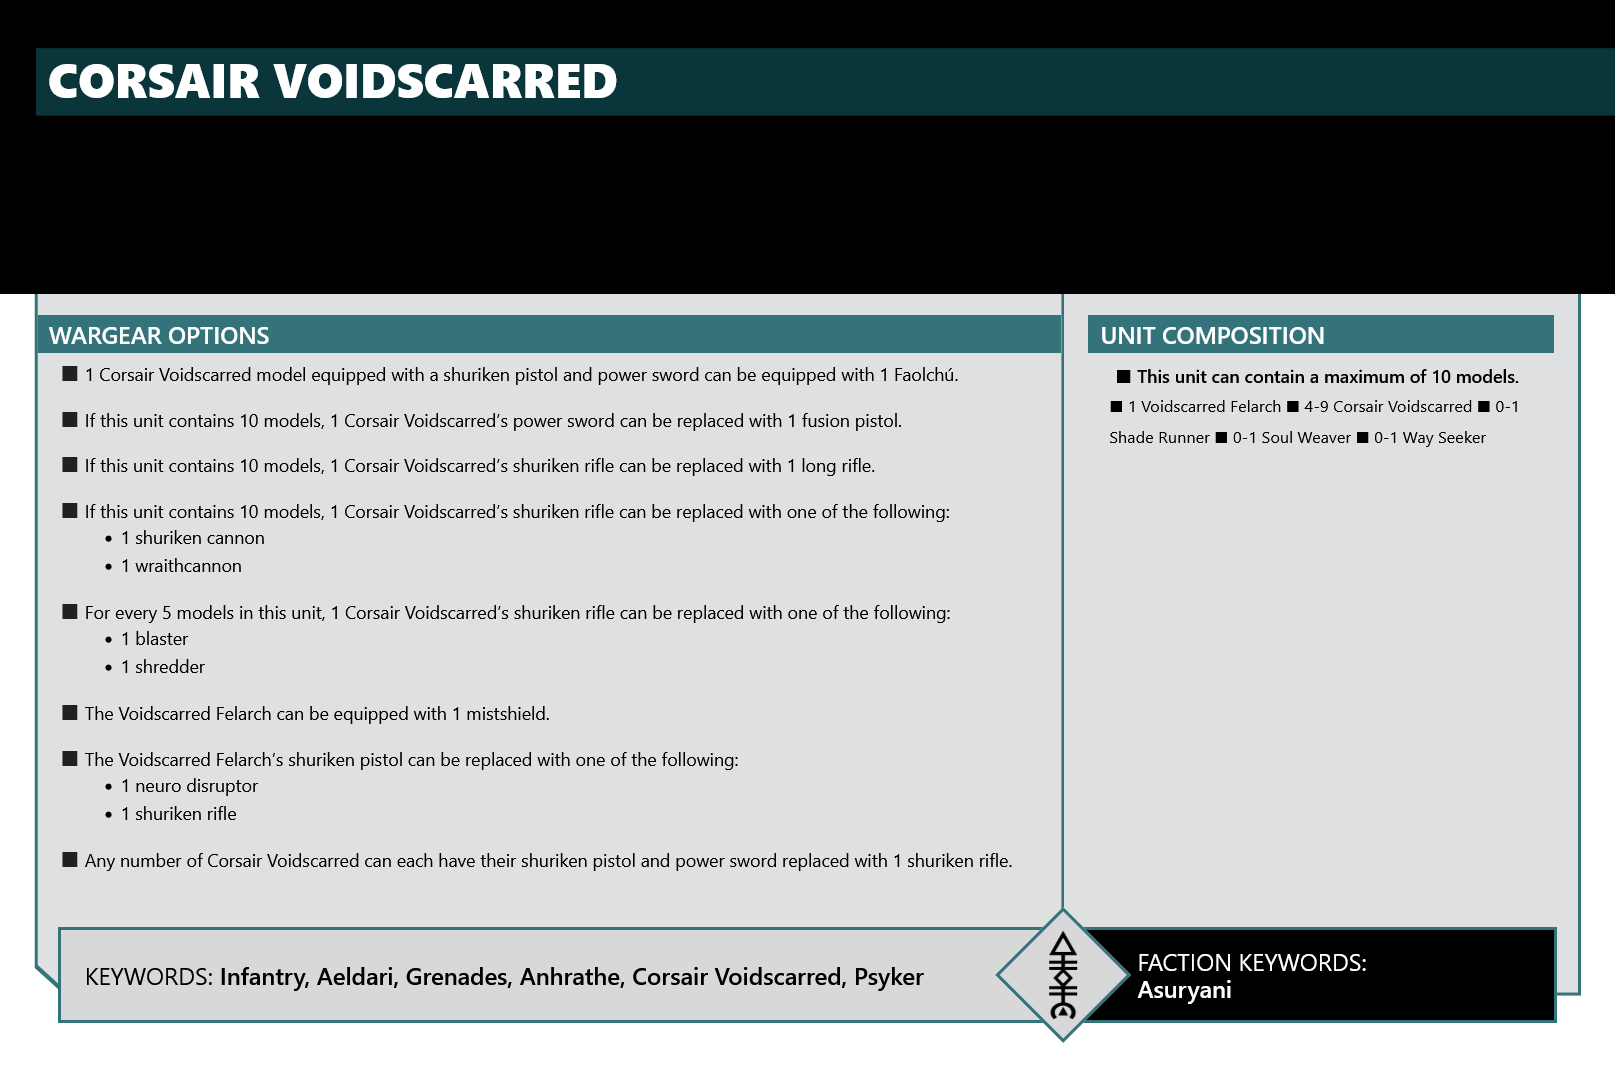 CORSAIR VOIDSCARRED
WARGEAR OPTIONS
■ 1 Corsair Voidscarred model equipped with a shuriken pistol and power sword can be equipped with 1 Faolchú.
■ If this unit contains 10 models, 1 Corsair Voidscarred’s power sword can be replaced with 1 fusion pistol.
■ If this unit contains 10 models, 1 Corsair Voidscarred’s shuriken rifle can be replaced with 1 long rifle.
■ If this unit contains 10 models, 1 Corsair Voidscarred’s shuriken rifle can be replaced with one of the following:
• 1 shuriken cannon
• 1 wraithcannon
■ For every 5 models in this unit, 1 Corsair Voidscarred’s shuriken rifle can be replaced with one of the following:
• 1 blaster
• 1 shredder
■ The Voidscarred Felarch can be equipped with 1 mistshield.
■ The Voidscarred Felarch’s shuriken pistol can be replaced with one of the following:
• 1 neuro disruptor
• 1 shuriken rifle
■ Any number of Corsair Voidscarred can each have their shuriken pistol and power sword replaced with 1 shuriken rifle.
UNIT COMPOSITION
■ This unit can contain a maximum of 10 models.
■ 1 Voidscarred Felarch ■ 4-9 Corsair Voidscarred ■ 0-1
Shade Runner ■ 0-1 Soul Weaver ■ 0-1 Way Seeker
KEYWORDS: Infantry, Aeldari, Grenades, Anhrathe, Corsair Voidscarred, Psyker
FACTION KEYWORDS:
Asuryani